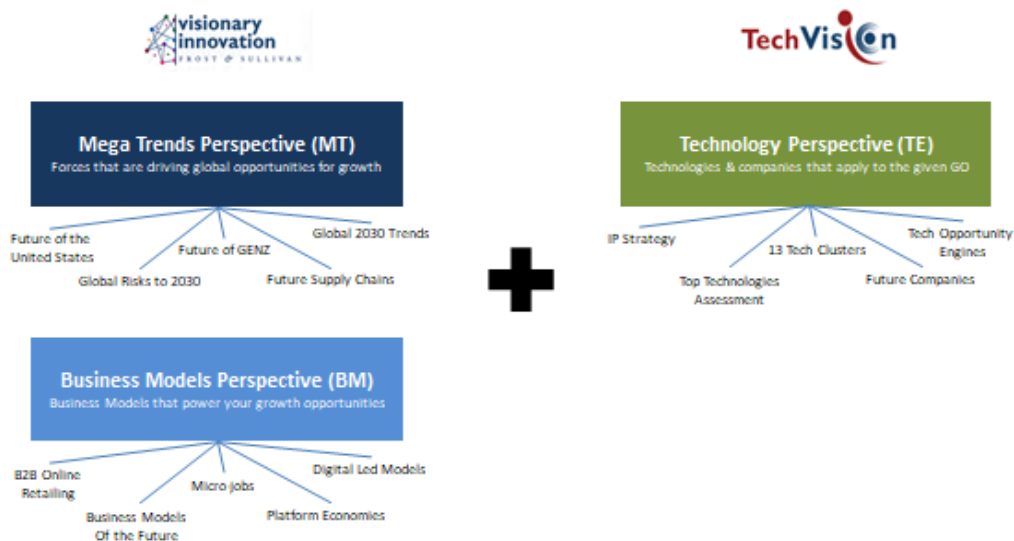 visionary
innovation
FROST & SULLIVAN
TechVision
Mega Trends Perspective (MT)
Forces that are driving global opportunities for growth
Future of the
United States
Global Risks to 2030
Future of GENZ
Future Supply Chains
Global 2030 Trends
Technology Perspective (TE)
Technologies & companies that apply to the given GO
IP Strategy
Top Technologies
Assessment
13 Tech Clusters
Future Companies
Tech Opportunity
Engines
Business Models Perspective (BM)
Business Models that power your growth opportunities
B2B Online
Retailing
Business Models
Of the Future
Micro-jobs
Platform Economies
Digital Led Models